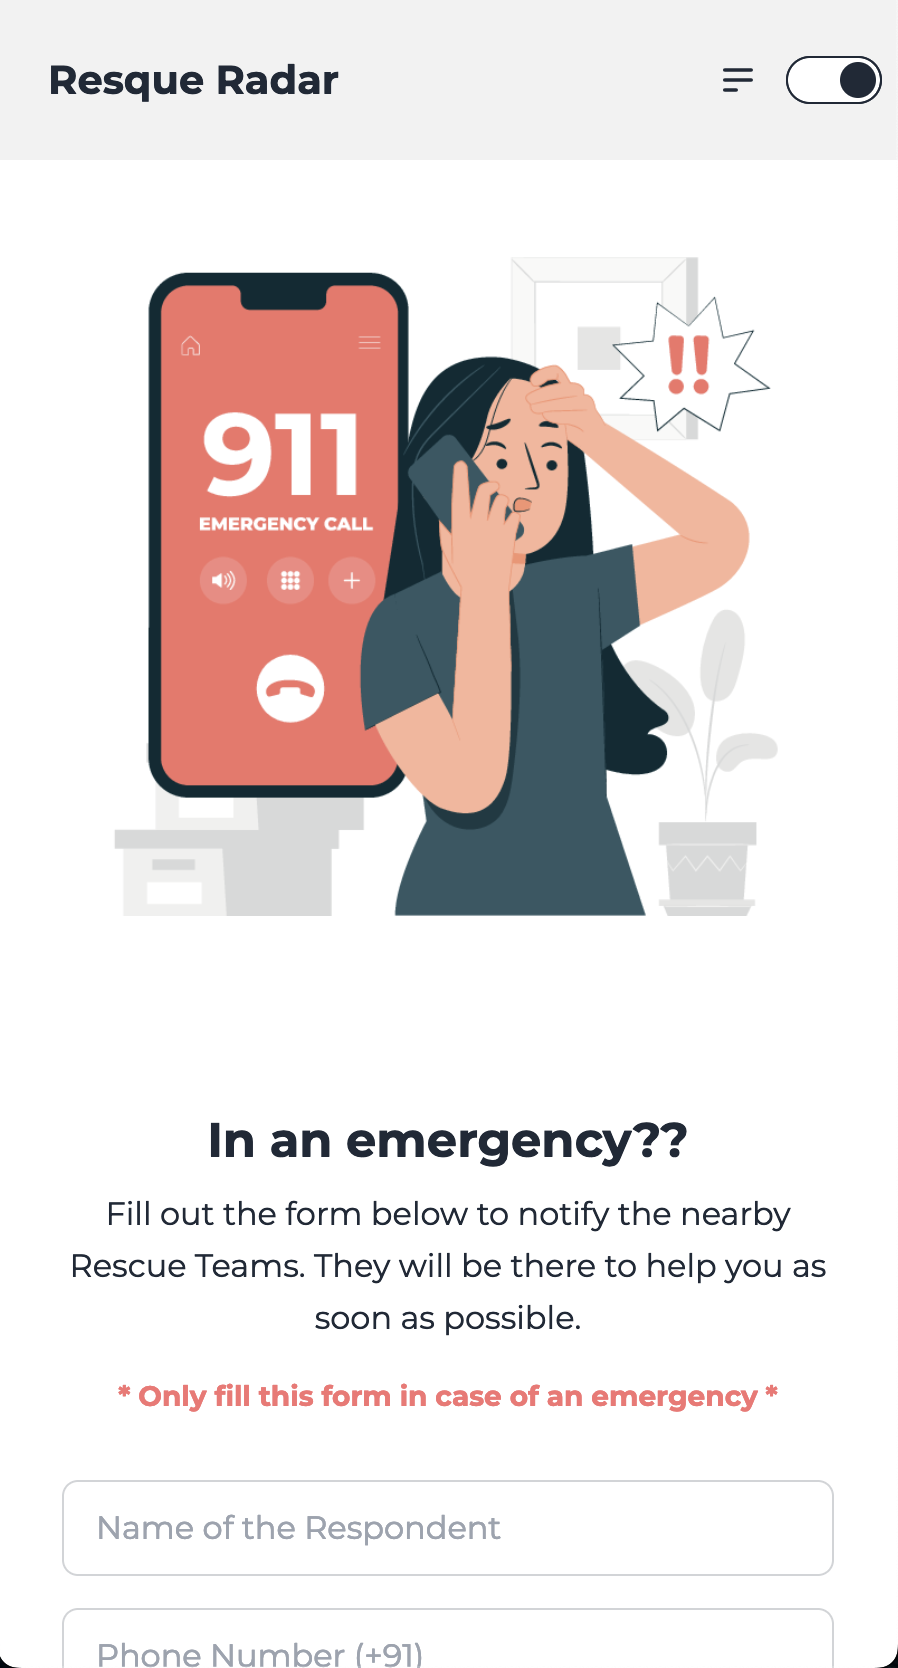 Resque Radar
911
EMERGENCY CALL
!!
In an emergency??
Fill out the form below to notify the nearby
Rescue Teams. They will be there to help you as
soon as possible.
* Only fill this form in case of an emergency *
Name of the Respondent
Phone Number (+91)